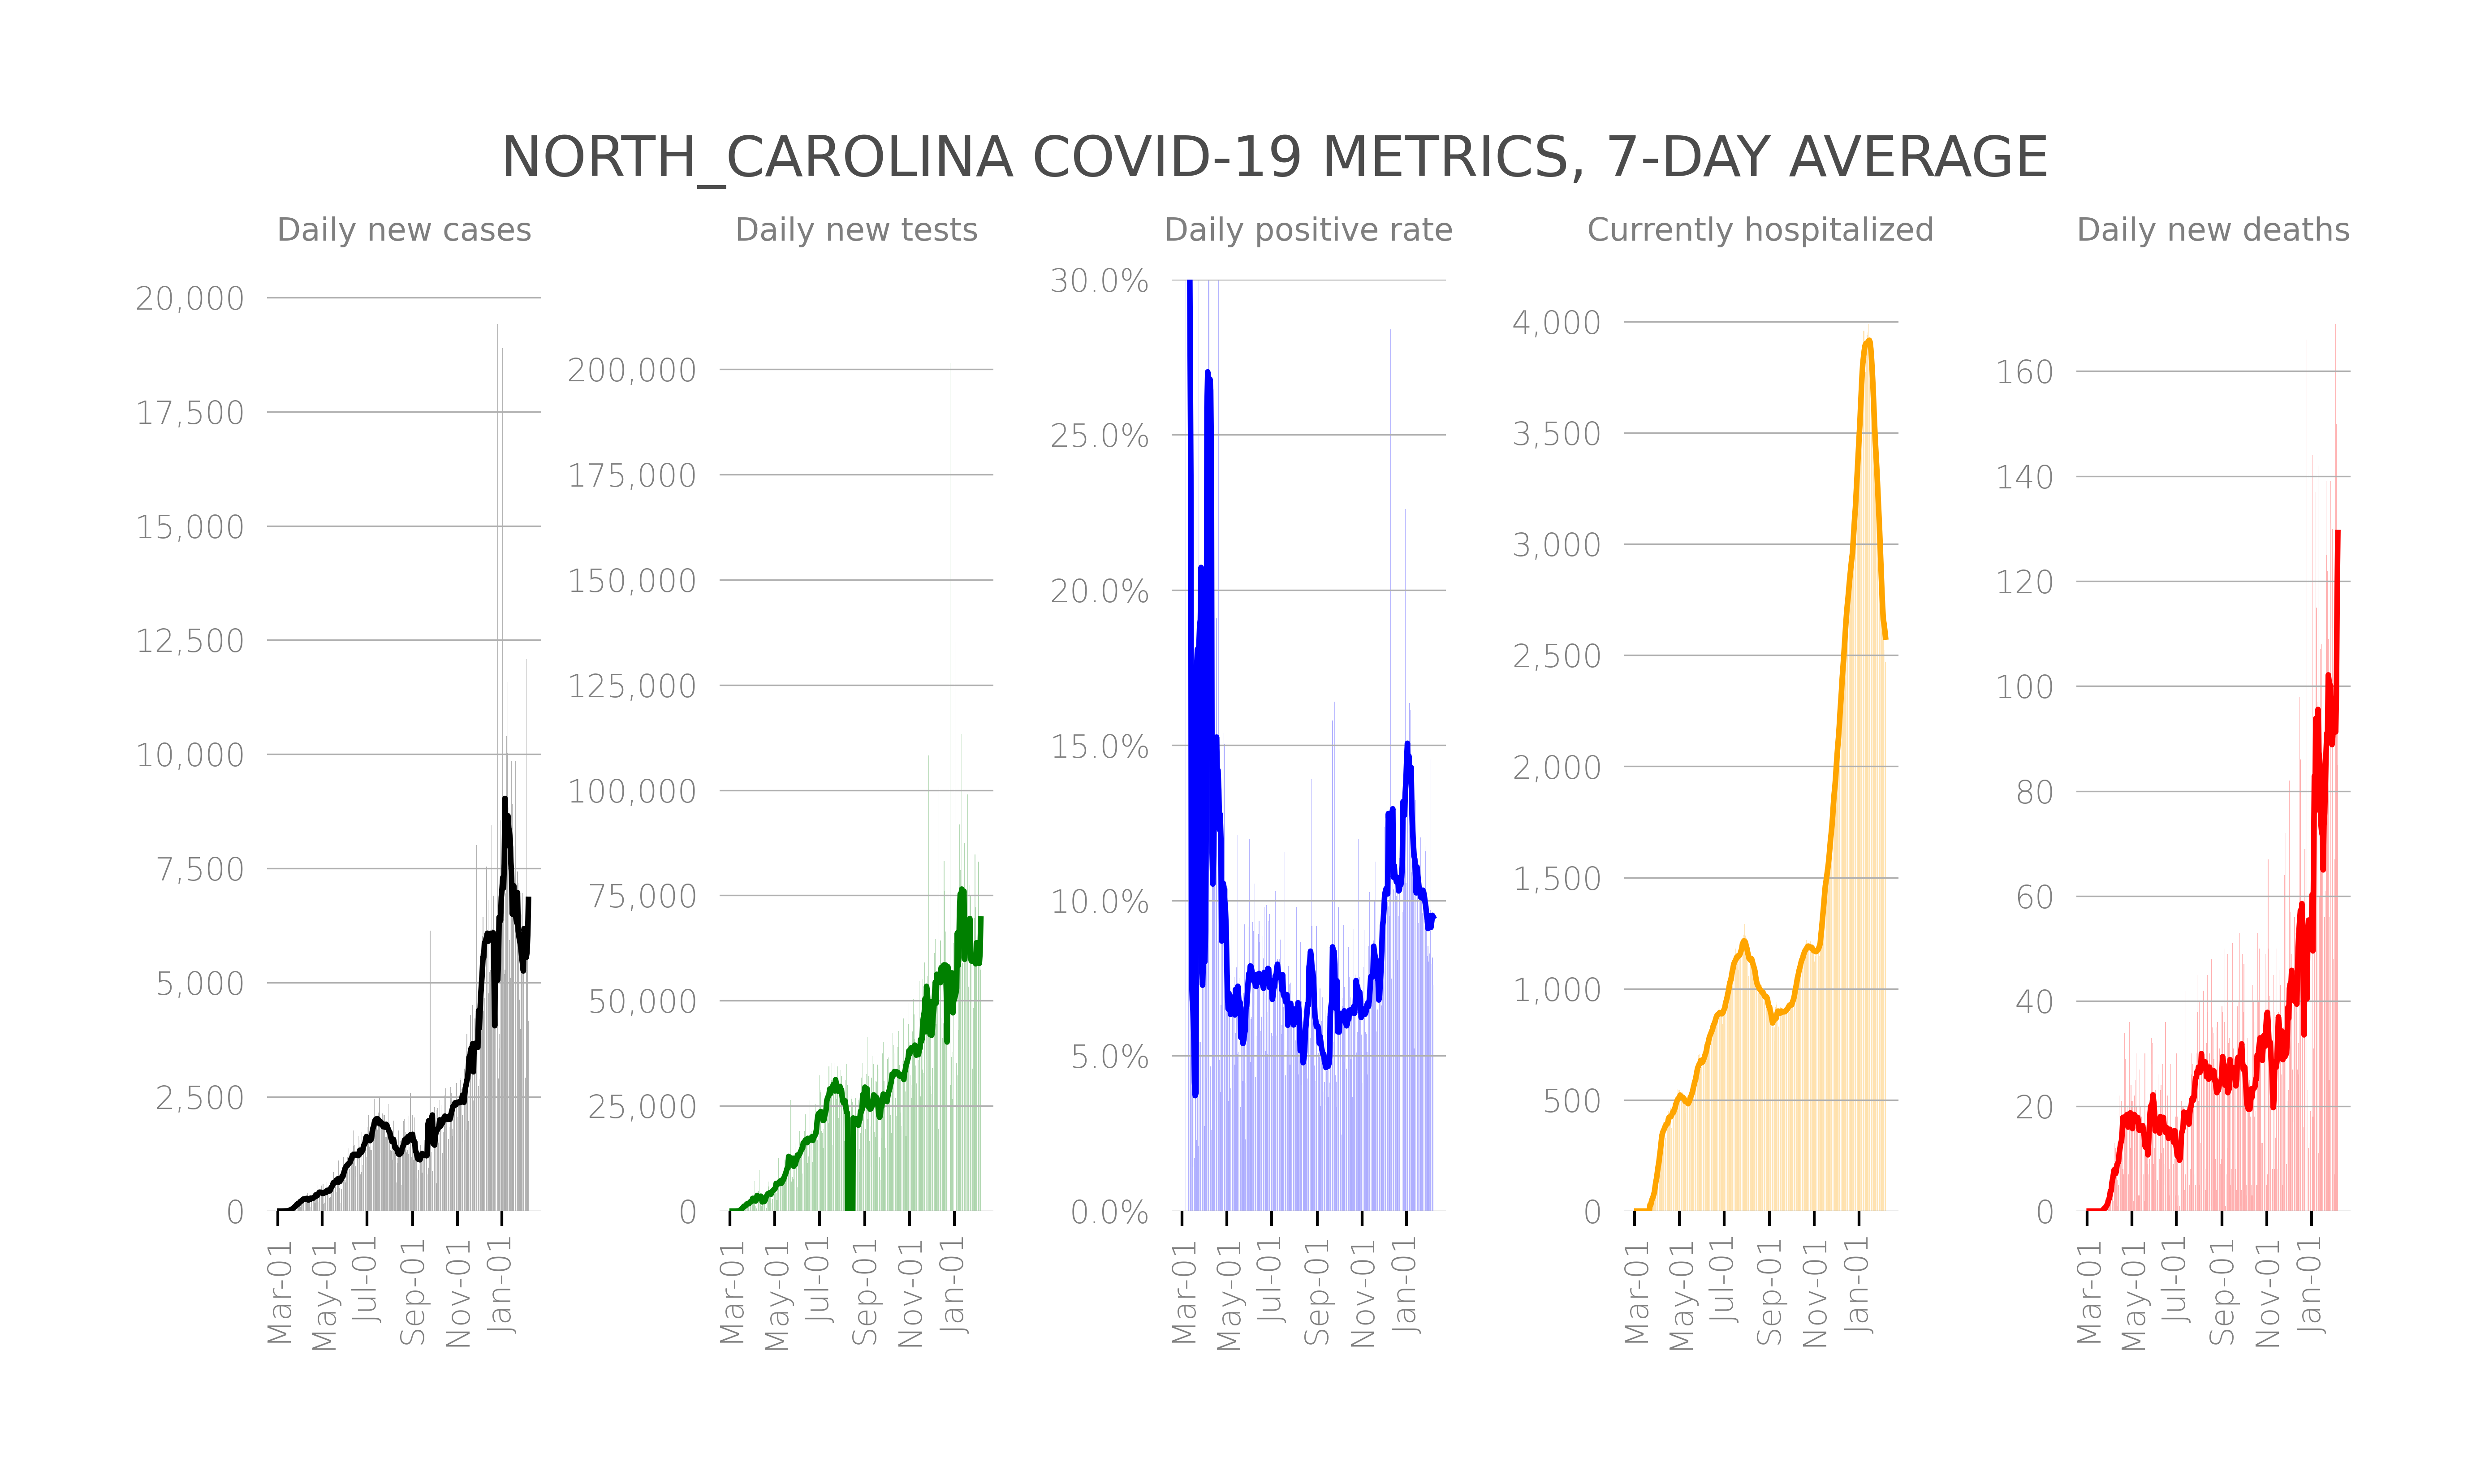 NORTH_CAROLINA COVID-19 METRICS, 7-DAY AVERAGE
Daily new cases
20,000
17,500
15,000
12,500
10,000
7,500
5,000
2,500
0
Mar-01
May-01
Jul-01
Sep-01
Nov-01
Jan-01
Daily new tests
200,000
175,000
150,000
125,000
100,000
75,000
50,000
25,000
0
Mar-01
May-01
Jul-01
Sep-01
Nov-01
Jan-01
Daily positive rate
30.0%
25.0%
20.0%
15.0%
10.0%
5.0%
0.0%
Mar-01
May-01
Jul-01
Sep-01
Nov-01
Jan-01
Currently hospitalized
4,000
3,500
3,000
2,500
2,000
1,500
1,000
500
0
Mar-01
May-01
Jul-01
Sep-01
Nov-01
Jan-01
Daily new deaths
160
140
120
100
80
60
40
20
0
Mar-01
May-01
Jul-01
Sep-01
Nov-01
Jan-01